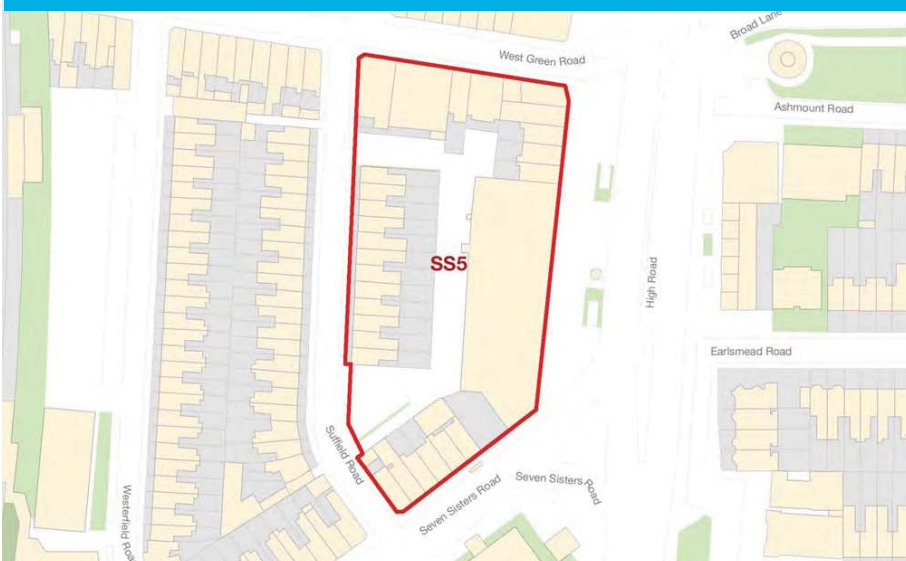 Broad Lane
West Green Road
Ashmount Road
SS5
High Road
Earlsmead Road
Suffield Road
Seven Sisters Road
Seven Sisters Road
Westerfield Road